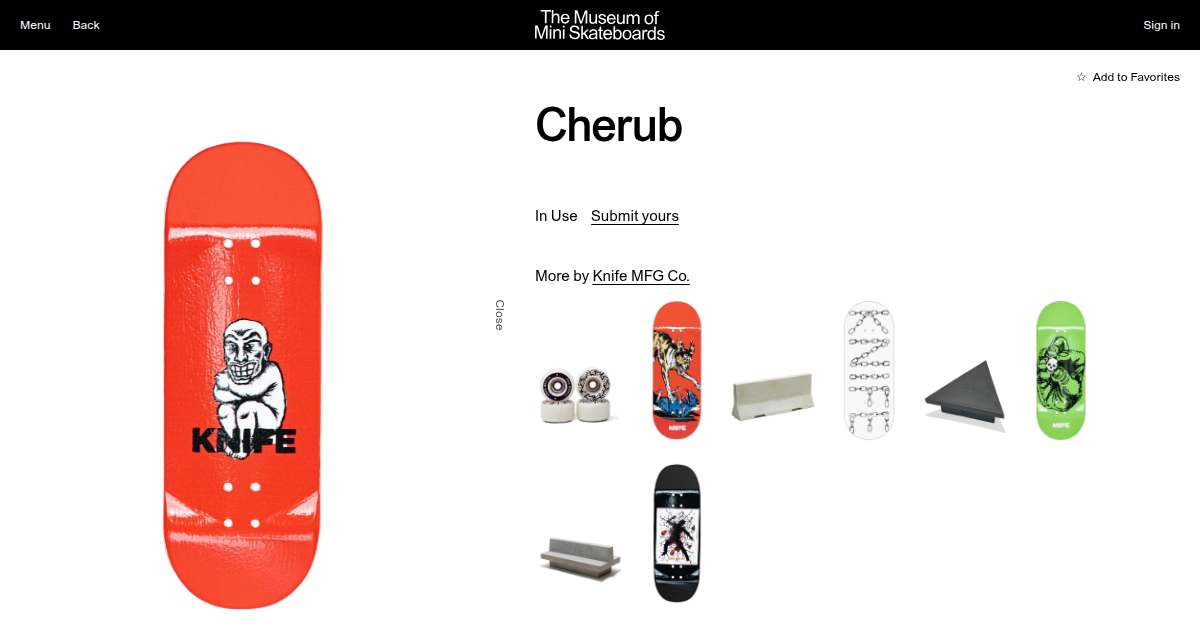 Menu
Back
The Museum of
Mini Skateboards
Sign in
☆ Add to Favorites
Cherub
In Use Submit yours
More by Knife MFG Co.
Close
KNIFE
KNIFE
KNIFE